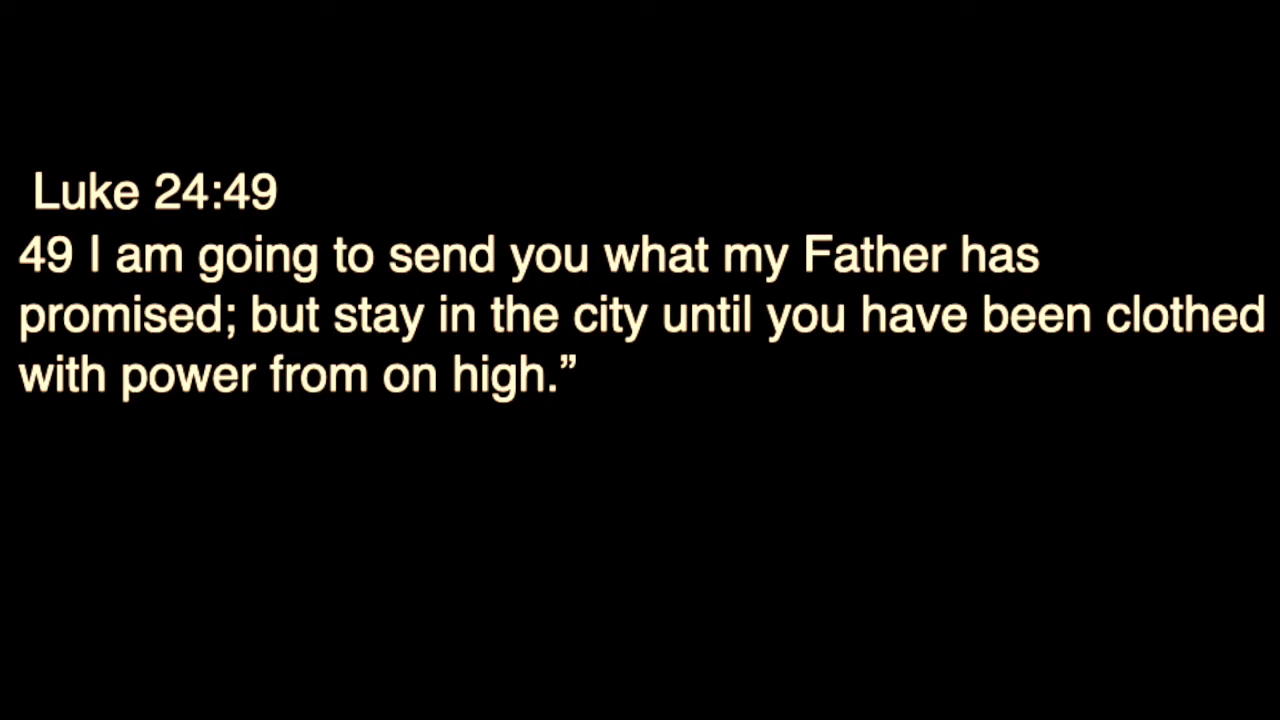 Luke 24:49
49 I am going to send you what my Father has
promised; but stay in the city until you have been clothed
with power from on high.”